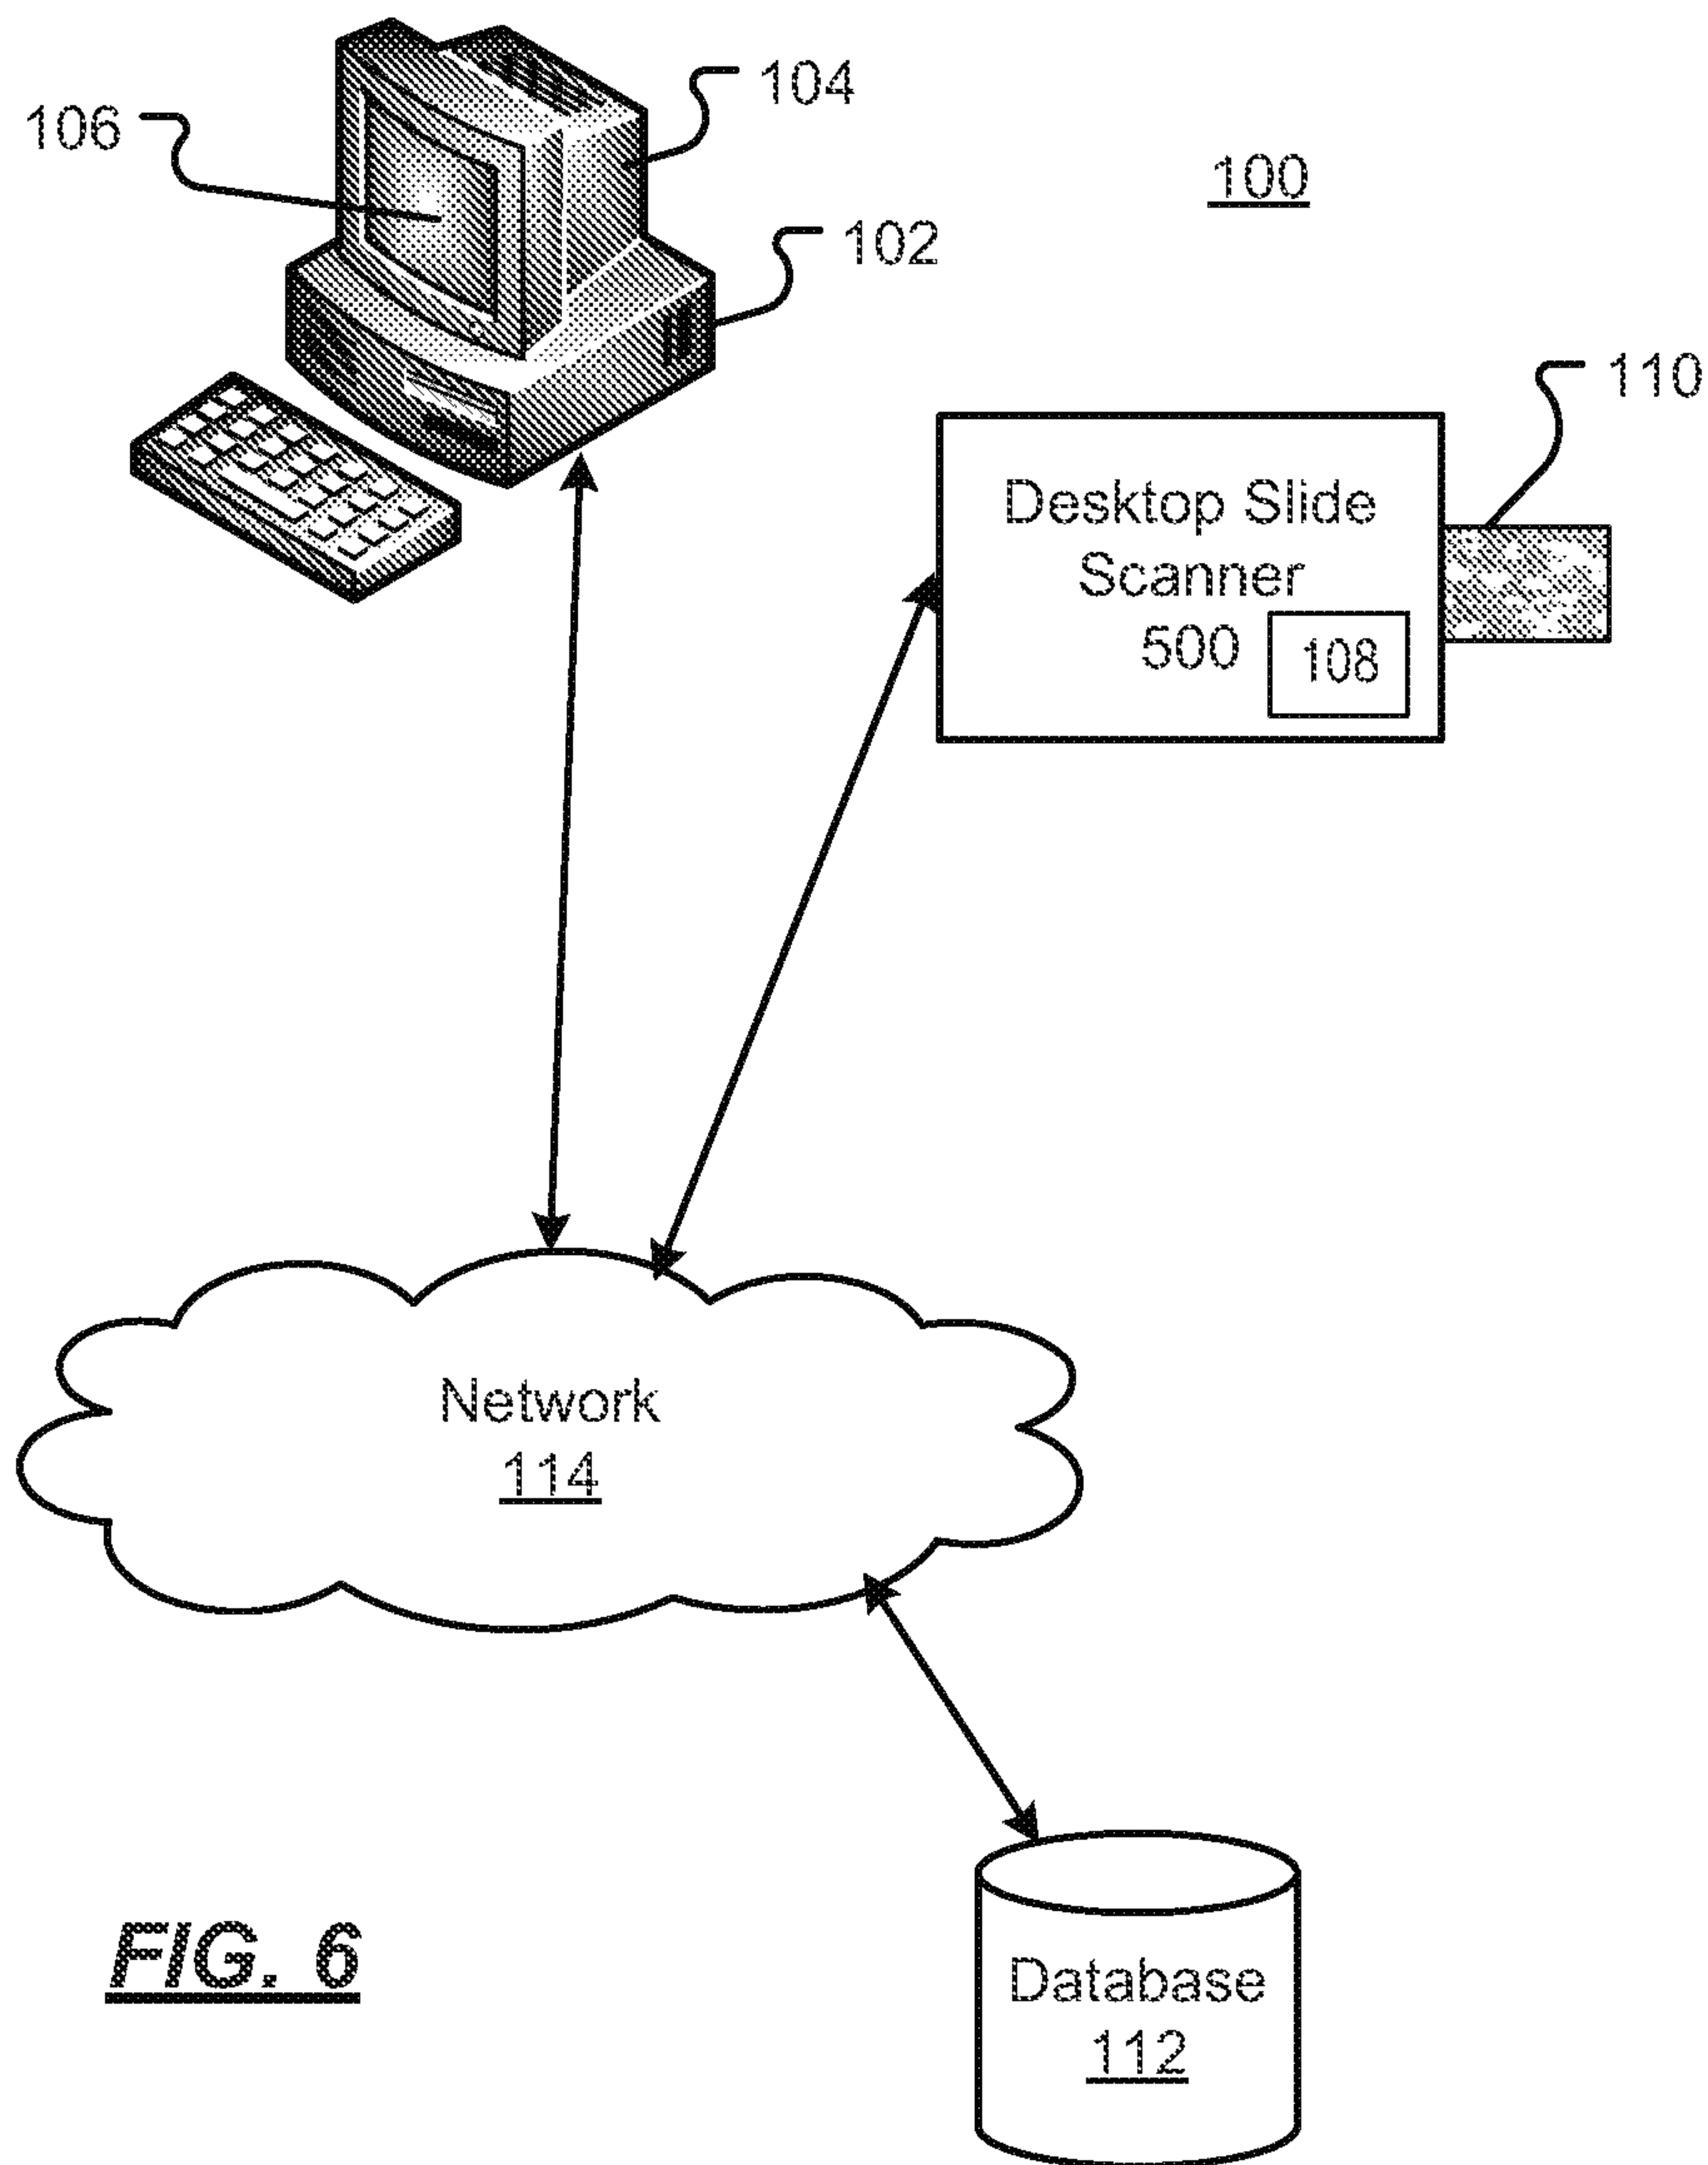 104
106
100
102
110
Desktop Slide
Scanner
500
108
Network
114
FIG. 6
Database
112